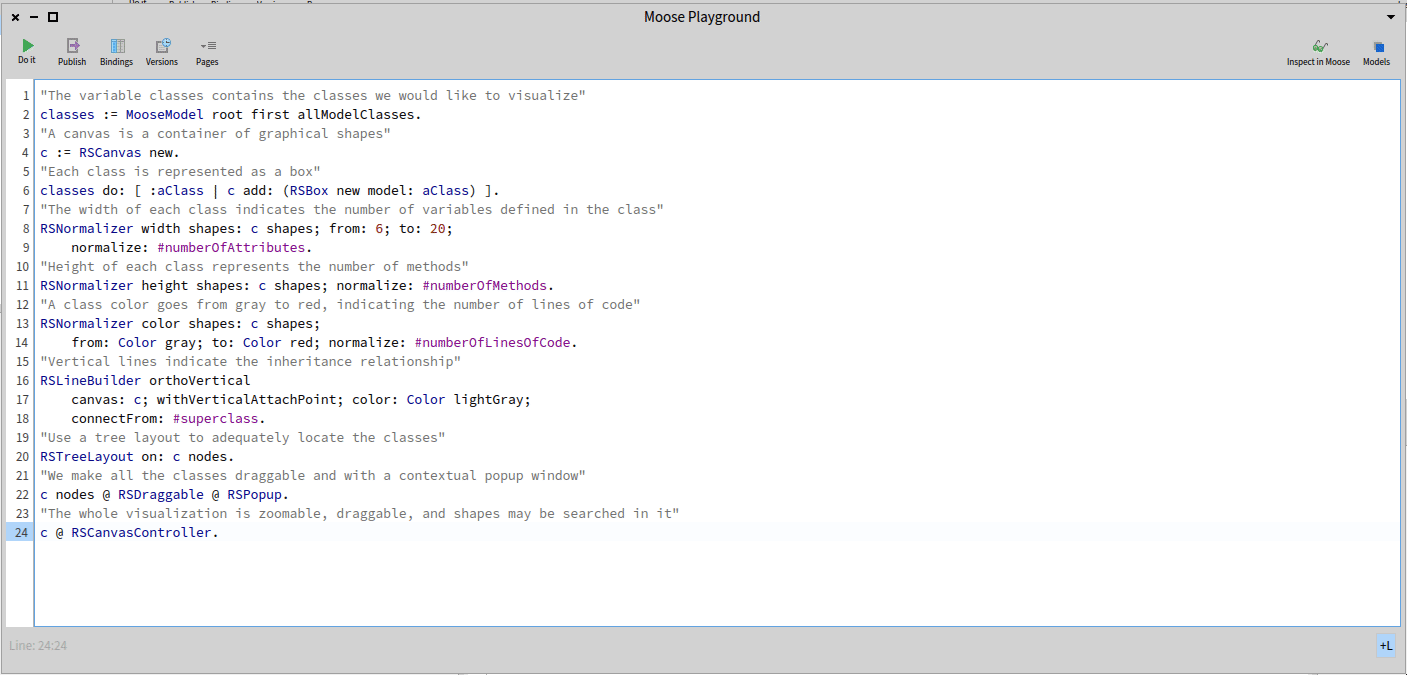 Moose Playground
Do it
Publish
Bindings
Versions
Pages
Inspect in Moose
Models
1 "The variable classes contains the classes we would like to visualize"
2 classes := MooseModel root first allModelClasses.
3 "A canvas is a container of graphical shapes"
4 c := RSCanvas new.
5 "Each class is represented as a box"
6 classes do: [ :aClass | c add: (RSBox new model: aClass) ].
7 "The width of each class indicates the number of variables defined in the class"
8 RSNormalizer width shapes: c shapes; from: 6; to: 20;
9     normalize: #numberOfAttributes.
10 "Height of each class represents the number of methods"
11 RSNormalizer height shapes: c shapes; normalize: #numberOfMethods.
12 "A class color goes from gray to red, indicating the number of lines of code"
13 RSNormalizer color shapes: c shapes;
14     from: Color gray; to: Color red; normalize: #numberOfLinesOfCode.
15 "Vertical lines indicate the inheritance relationship"
16 RSLineBuilder orthoVertical
17     canvas: c; withVerticalAttachPoint; color: Color lightGray;
18     connectFrom: #superclass.
19 "Use a tree layout to adequately locate the classes"
20 RSTreeLayout on: c nodes.
21 "We make all the classes draggable and with a contextual popup window"
22 c nodes @ RSDraggable @ RSPopup.
23 "The whole visualization is zoomable, draggable, and shapes may be searched in it"
24 c @ RSCanvasController.
Line: 24:24
+L